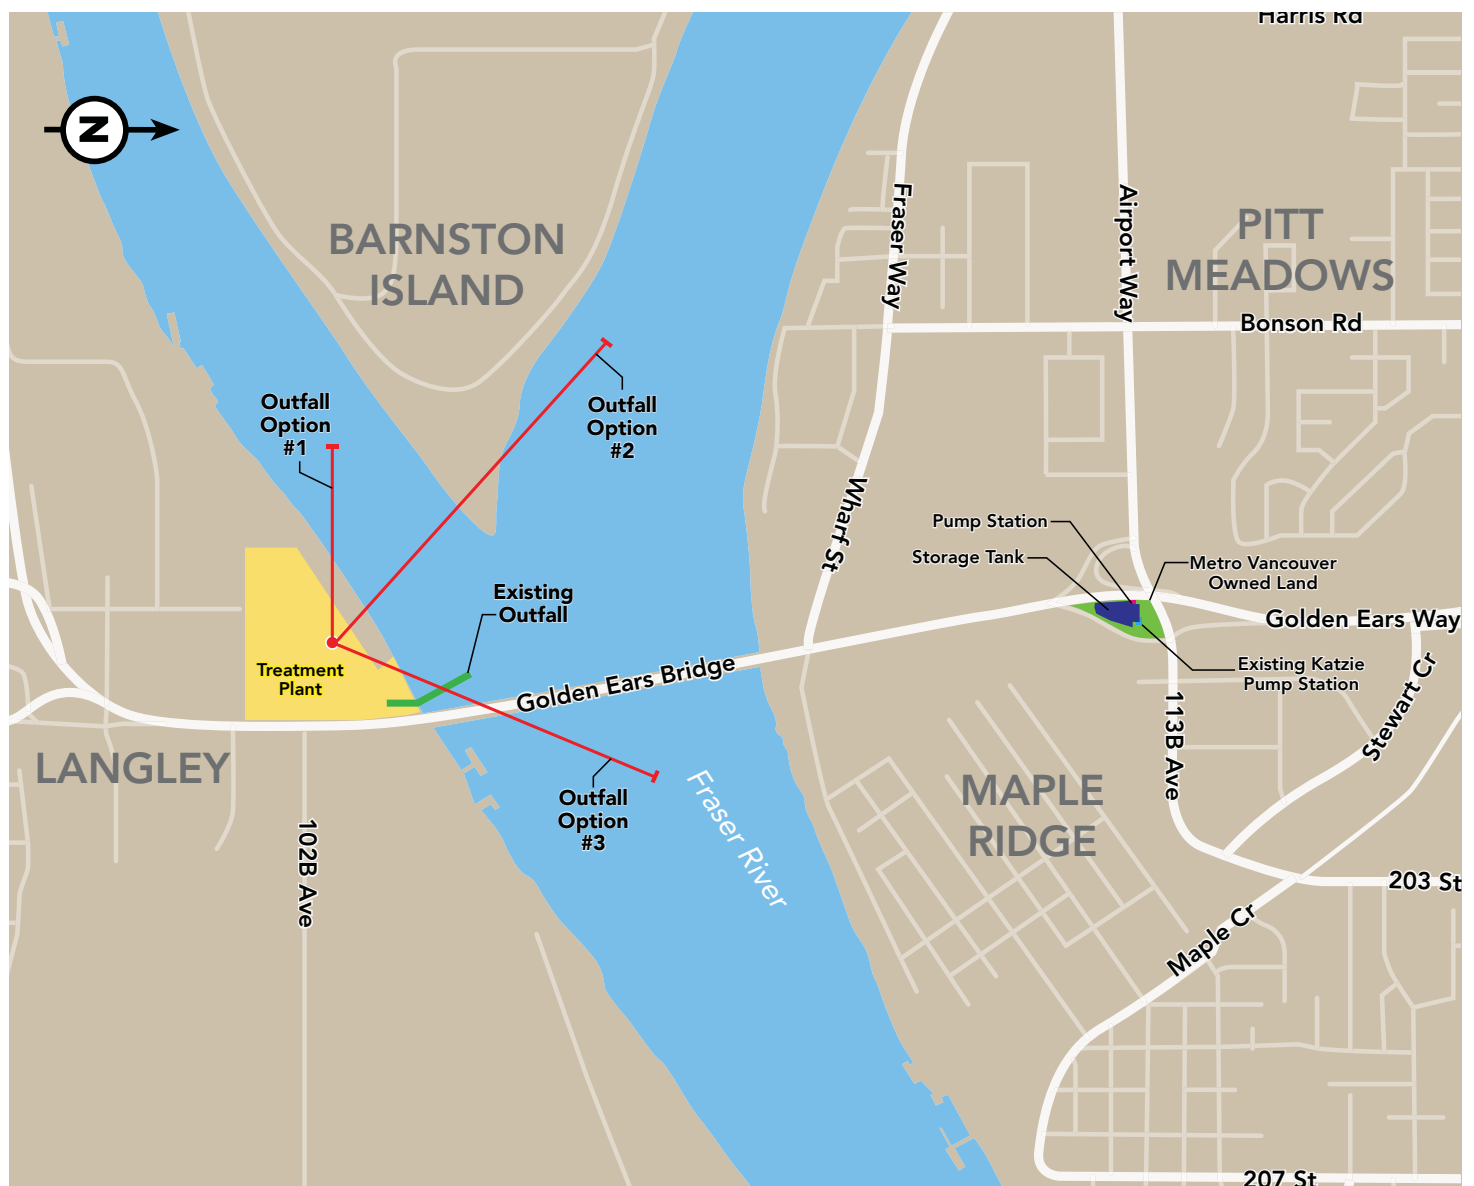 Harris Rd
N
BARNSTON
ISLAND
Fraser Way
Airport Way
PITT
MEADOWS
Bonson Rd
Outfall
Option
#1
Outfall
Option
#2
Wharf St
Pump Station
Storage Tank
Metro Vancouver
Owned Land
Existing
Outfall
Golden Ears Way
Treatment
Plant
Golden Ears Bridge
Existing Katzie
Pump Station
Stewart Cr
113B Ave
LANGLEY
Outfall
Option
#3
Fraser River
MAPLE
RIDGE
102B Ave
203 St
Maple Cr
207 St